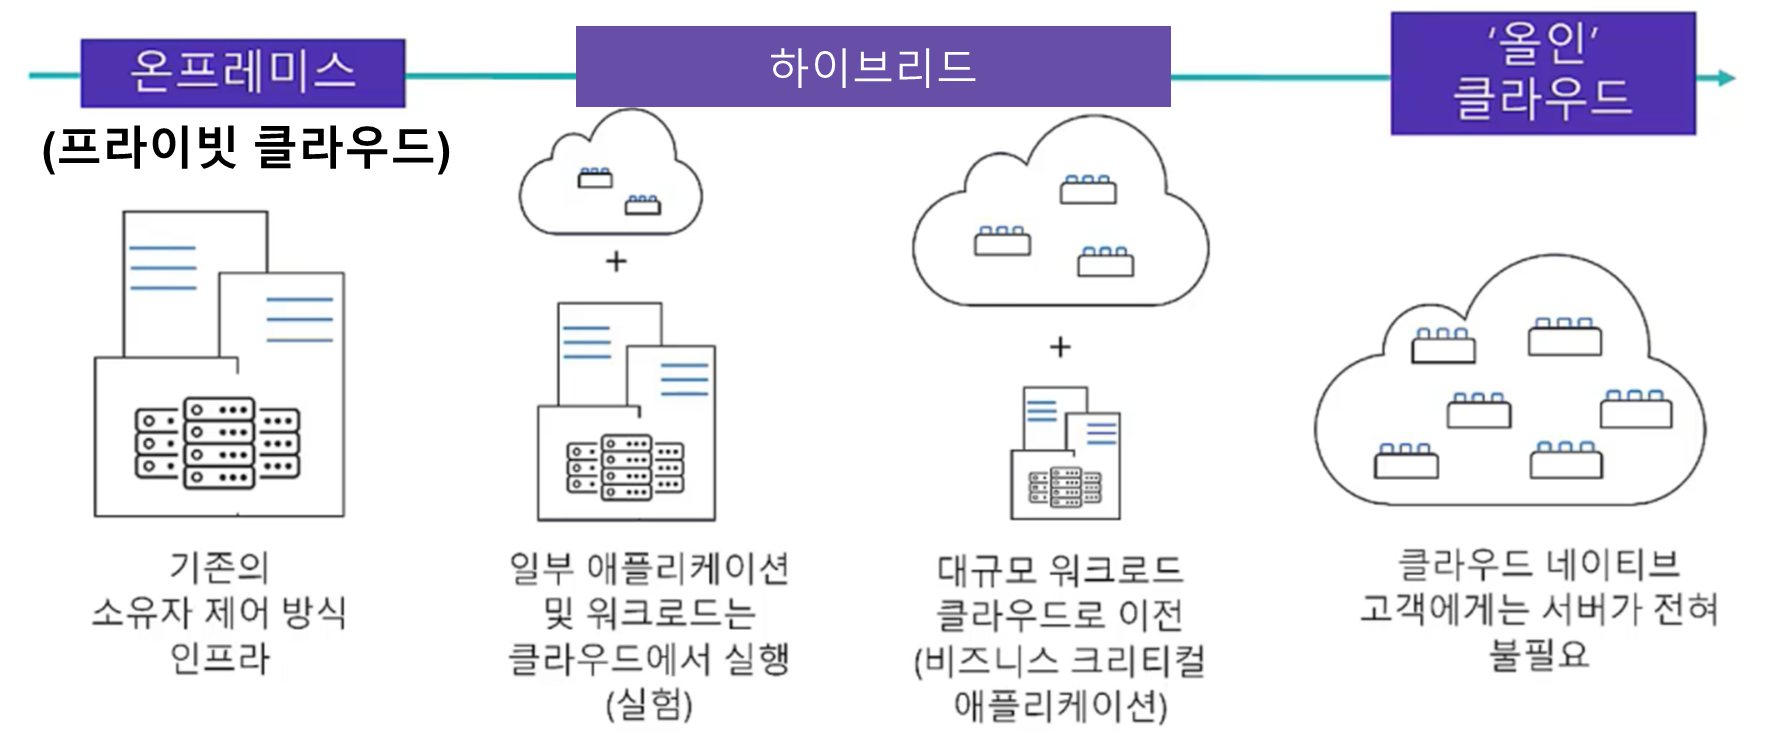 온프레미스
(프라이빗 클라우드)
하이브리드
'올인'
클라우드
+
+
기존의
소유자 제어 방식
인프라
일부 애플리케이션
및 워크로드는
클라우드에서 실행
(실험)
대규모 워크로드
클라우드로 이전
(비즈니스 크리티컬
애플리케이션)
클라우드 네이티브
고객에게는 서버가 전혀
불필요